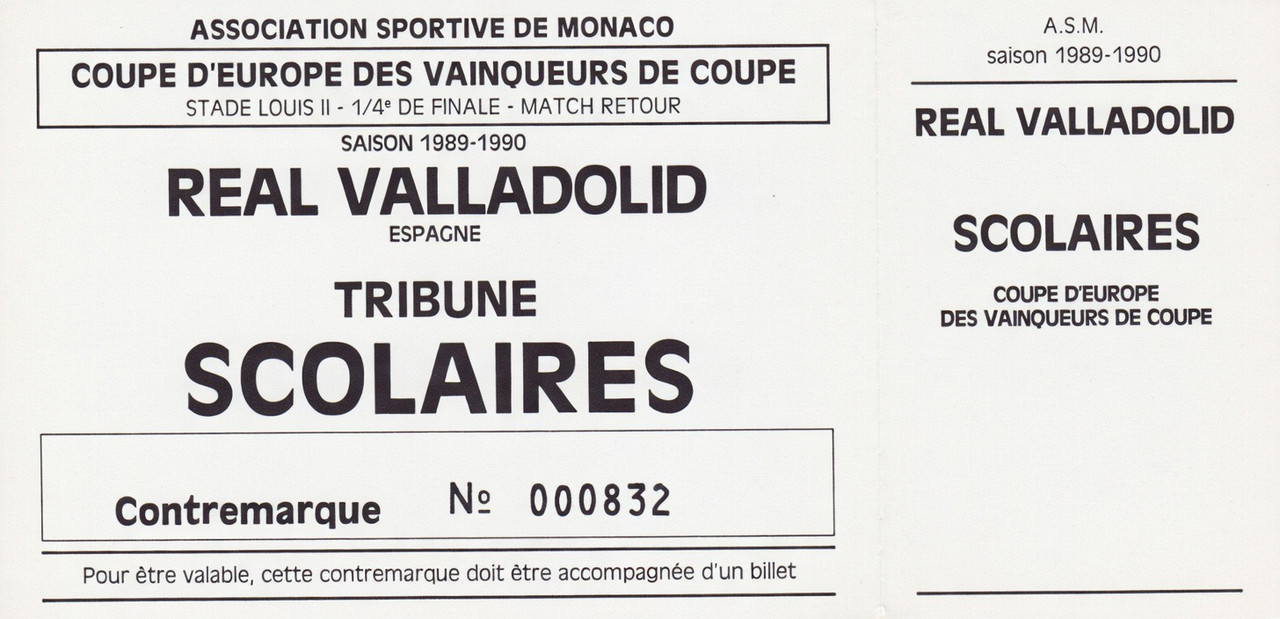 ASSOCIATION SPORTIVE DE MONACO
COUPE D'EUROPE DES VAINQUEURS DE COUPE
STADE LOUIS II - 1/4e DE FINALE - MATCH RETOUR
SAISON 1989-1990
REAL VALLADOLID
ESPAGNE
TRIBUNE
SCOLAIRES
Contremarque Nº 000832
Pour être valable, cette contremarque doit être accompagnée d'un billet
A.S.M.
saison 1989-1990
REAL VALLADOLID
SCOLAIRES
COUPE D'EUROPE
DES VAINQUEURS DE COUPE